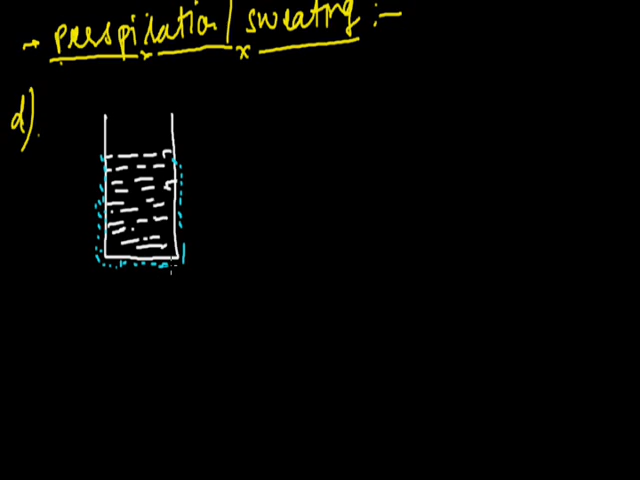 → perspiration/sweating :-
d)